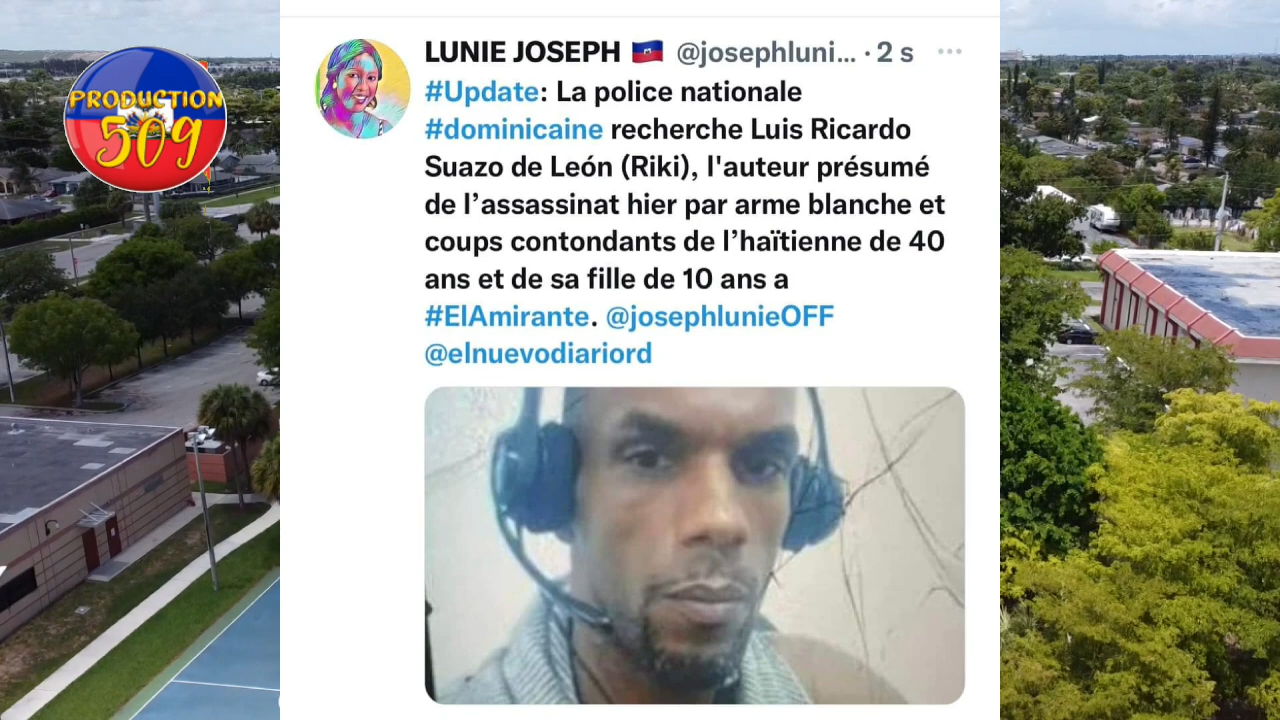 PRODUCTION
509
LUNIE JOSEPH 🇭🇹 @josephluni... · 2 s ...
#Update: La police nationale
#dominicaine recherche Luis Ricardo
Suazo de León (Riki), l'auteur présumé
de l’assassinat hier par arme blanche et
coups contondants de l’haïtienne de 40
ans et de sa fille de 10 ans a
#ElAmirante. @josephlunieOFF
@elnuevodiariord